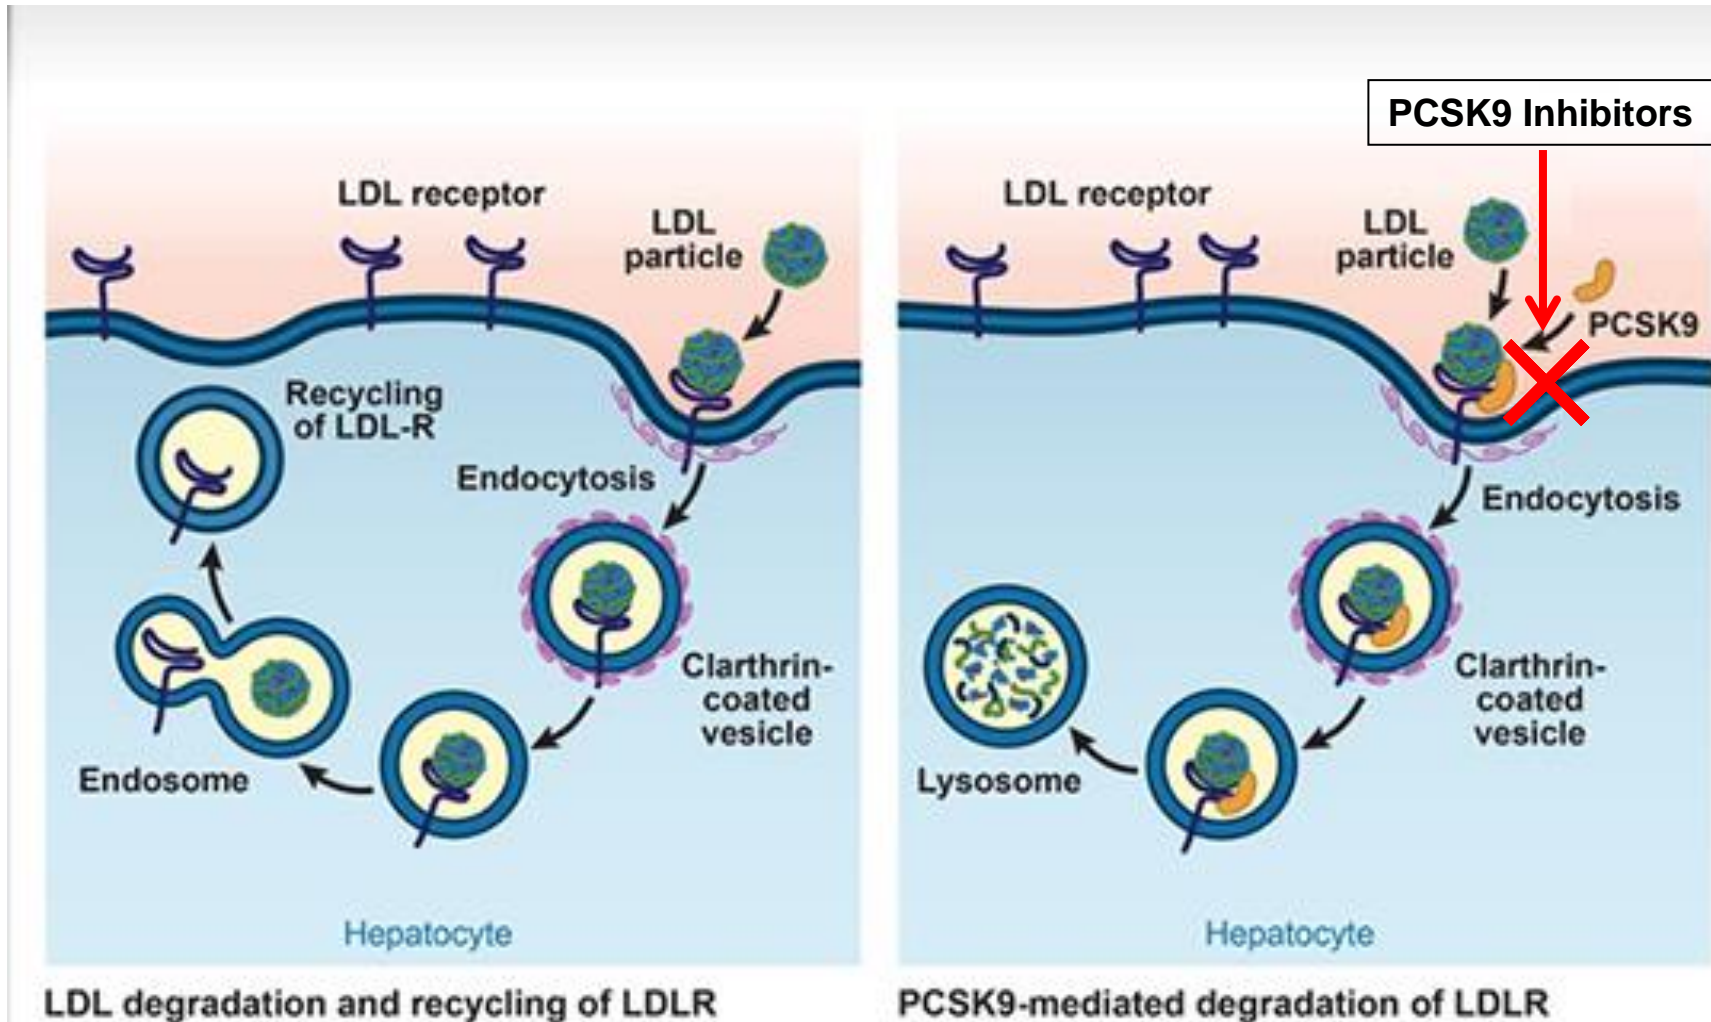 PCSK9 Inhibitors
LDL receptor
LDL
particle
Recycling
of LDL-R
Endocytosis
Clarthrin-
coated
vesicle
Endosome
Hepatocyte
LDL degradation and recycling of LDLR
LDL receptor
LDL
particle
PCSK9
Endocytosis
Clarthrin-
coated
vesicle
Lysosome
Hepatocyte
PCSK9-mediated degradation of LDLR